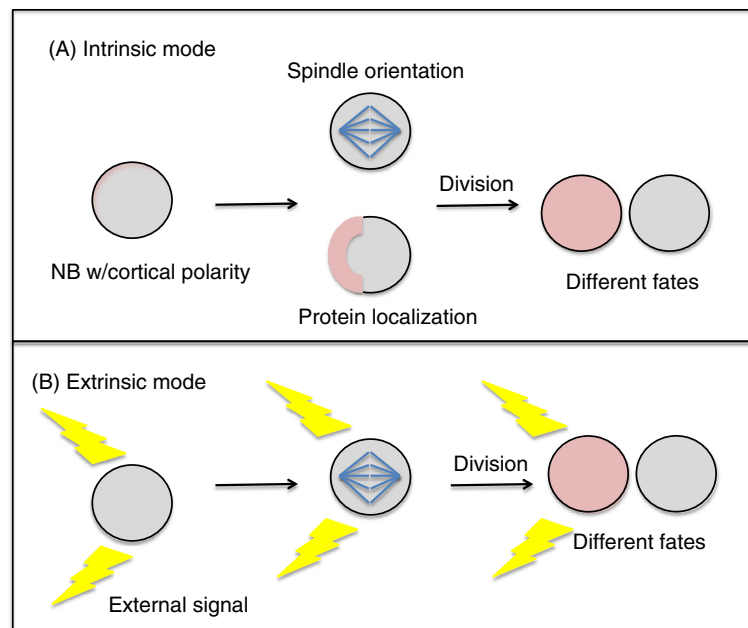 (A) Intrinsic mode
Spindle orientation
Division
NB w/cortical polarity
Different fates
Protein localization
(B) Extrinsic mode
Division
Different fates
External signal